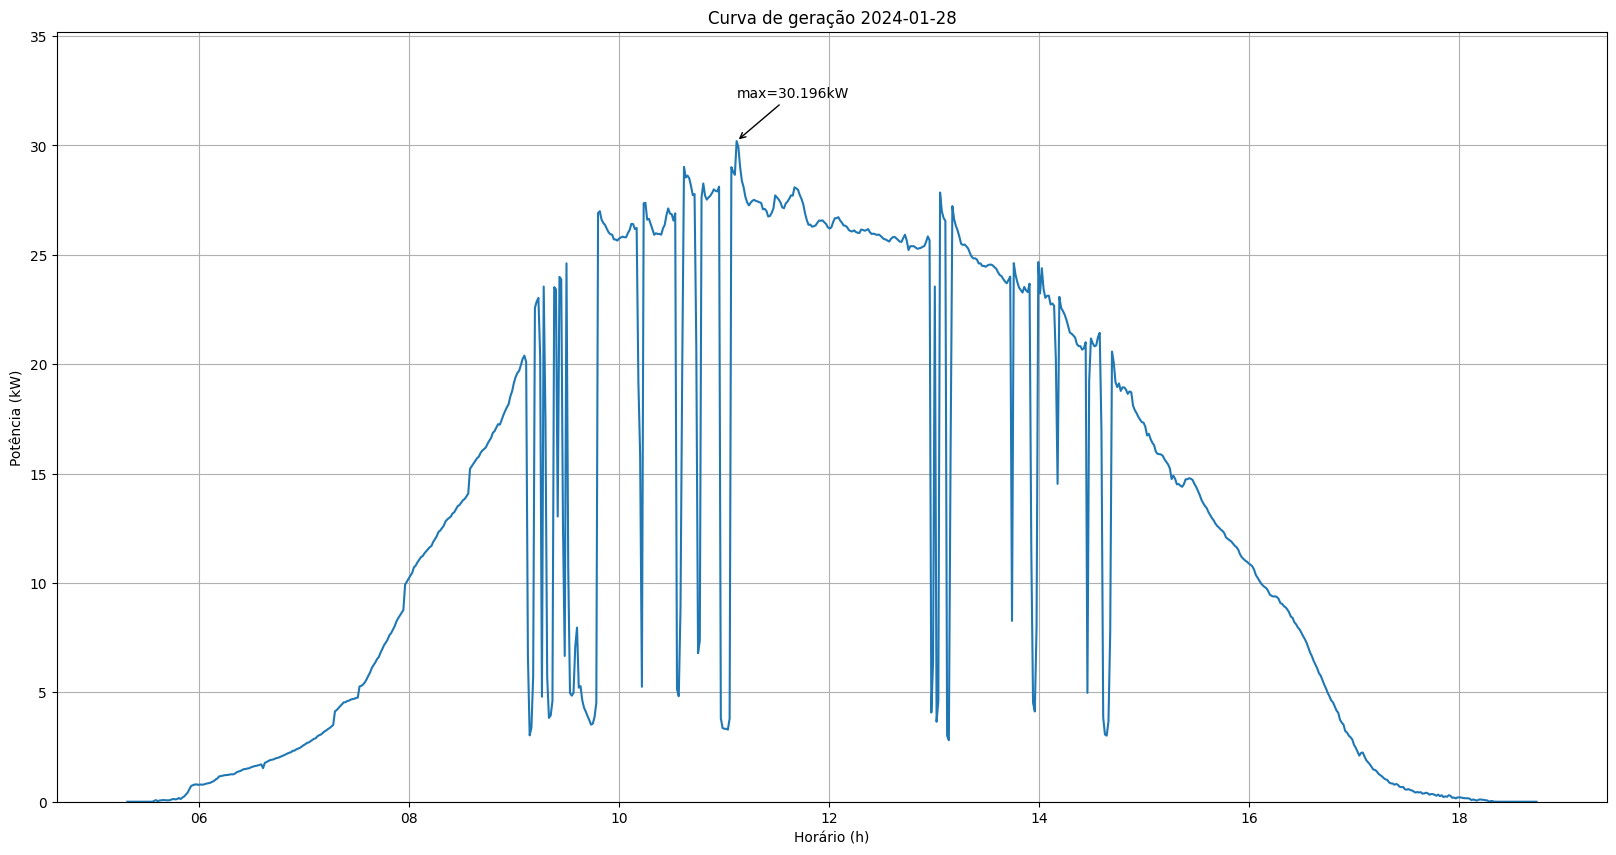 Curva de geração 2024-01-28
35
max=30.196kW
30
25
20
Potência (kW)
15
10
5
0
06 08 10 12 14 16 18
Horário (h)